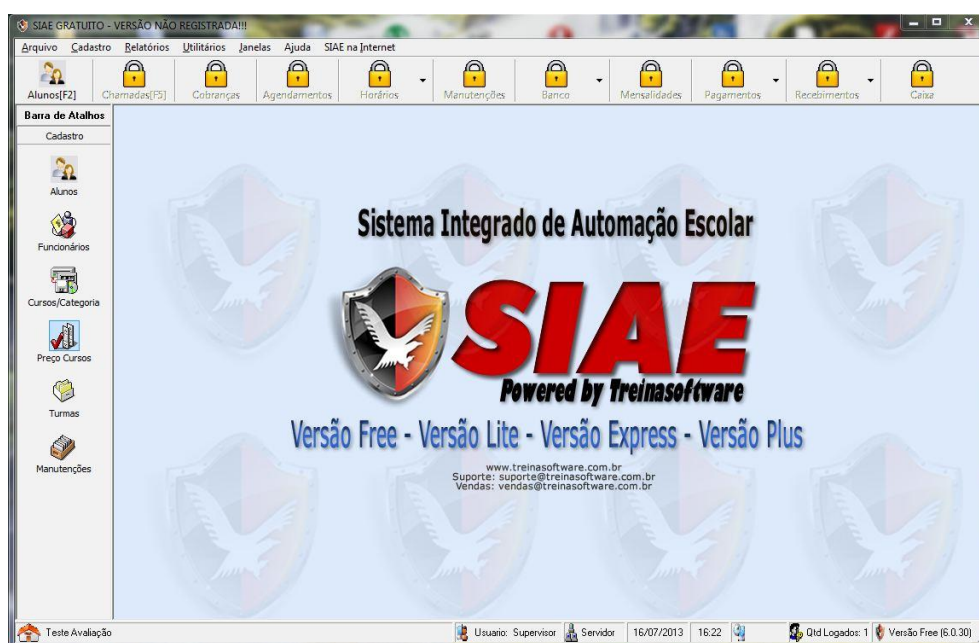 SIAE GRATUITO - VERSÃO NÃO REGISTRADA!!!
Arquivo Cadastro Relatórios Utilitários Janelas Ajuda SIAE na Internet
Alunos[F2] Chamadas[F5] Cobranças Agendamentos Horários Manutenções Banco Mensalidades Pagamentos Recebimentos Caixa
Barra de Atalhos
Cadastro
Alunos
Funcionários
Cursos/Categoria
Preço Cursos
Turmas
Manutenções
Sistema Integrado de Automação Escolar
SIAE
Powered by Treinasoftware
Versão Free - Versão Lite - Versão Express - Versão Plus
www.treinasoftware.com.br
Suporte: suporte@treinasoftware.com.br
Vendas: vendas@treinasoftware.com.br
Teste Avaliação Usuario: Supervisor Servidor 16/07/2013 16:22 Qtd Logados: 1 Versão Free (6.0.30)